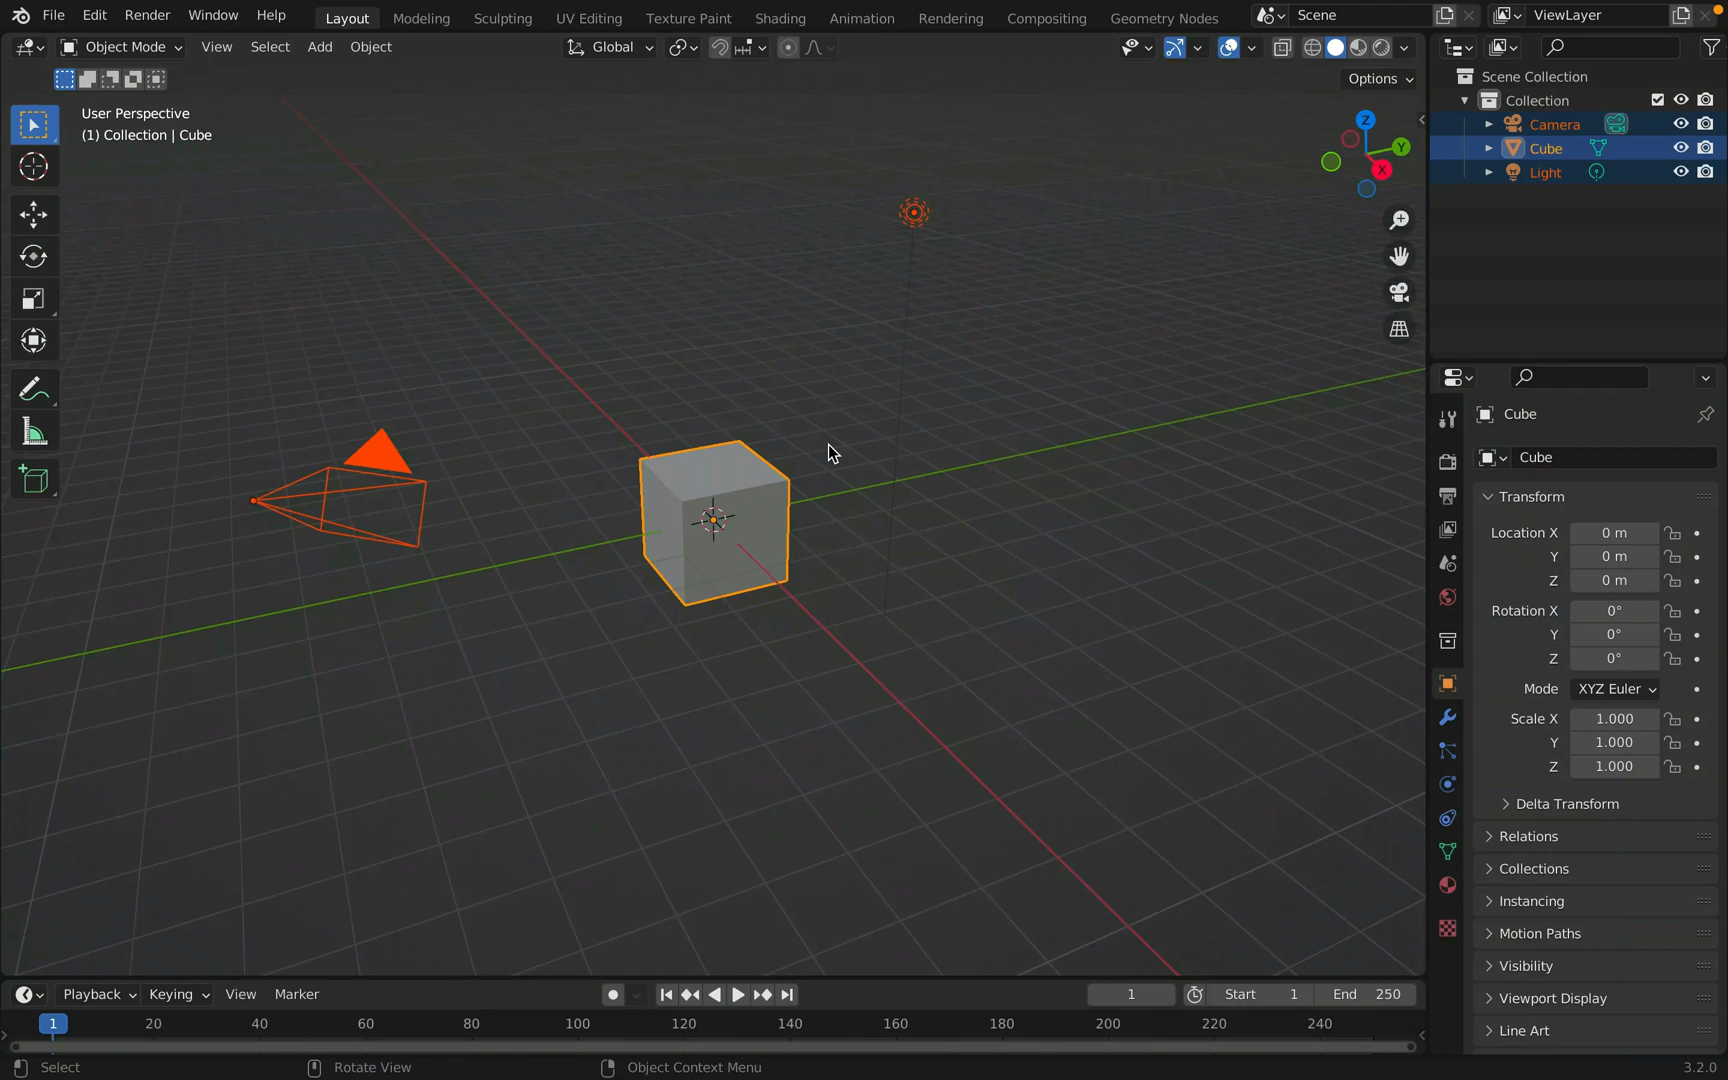 File Edit Render Window Help Layout Modeling Sculpting UV Editing Texture Paint Shading Animation Rendering Compositing Geometry Nodes Scene ViewLayer
Object Mode View Select Add Object Global
Options
User Perspective
(1) Collection | Cube
Z
Y
X
Scene Collection
Collection
Camera
Cube
Light
Cube
Cube
Transform
Location X 0 m
Y 0 m
Z 0 m
Rotation X 0°
Y 0°
Z 0°
Mode XYZ Euler
Scale X 1.000
Y 1.000
Z 1.000
Delta Transform
Relations
Collections
Instancing
Motion Paths
Visibility
Viewport Display
Line Art
Playback Keying View Marker 1 Start 1 End 250
1 20 40 60 80 100 120 140 160 180 200 220 240
Select Rotate View Object Context Menu 3.2.0